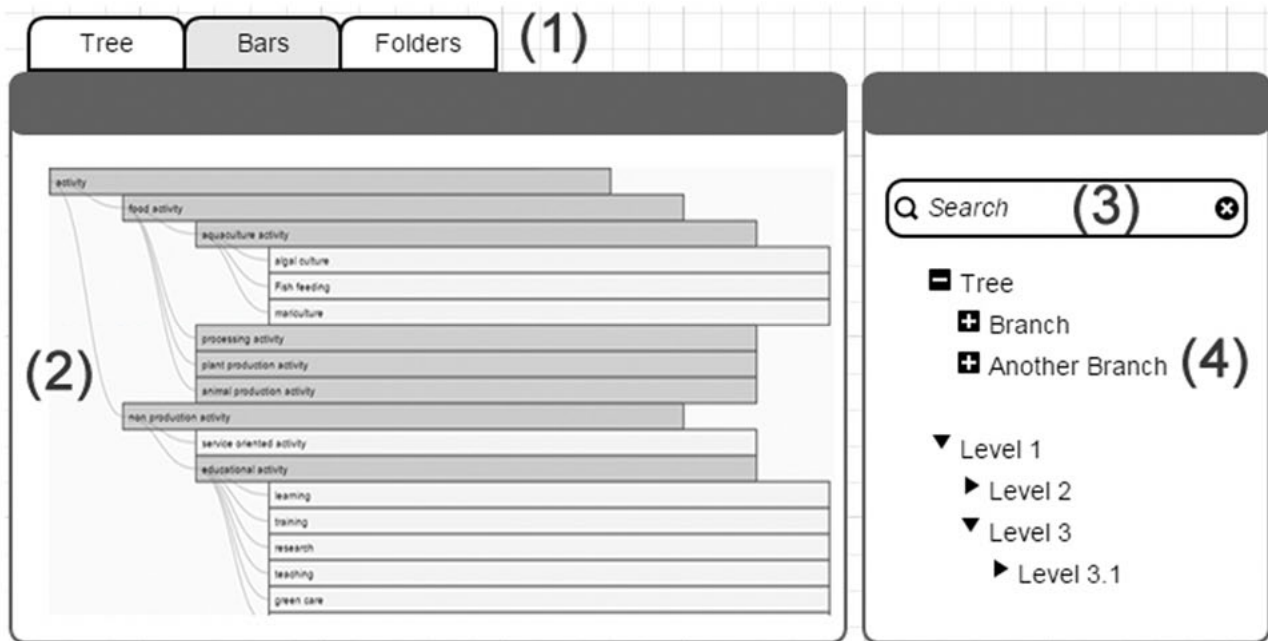 Tree Bars Folders (1)
activity
food activity
aquaculture activity
algal culture
Fish feeding
mariculture
processing activity
plant production activity
(2)
animal production activity
non production activity
service oriented activity
educational activity
learning
training
research
teaching
green care
Search (3)
Tree
Branch
Another Branch (4)
Level 1
Level 2
Level 3
Level 3.1